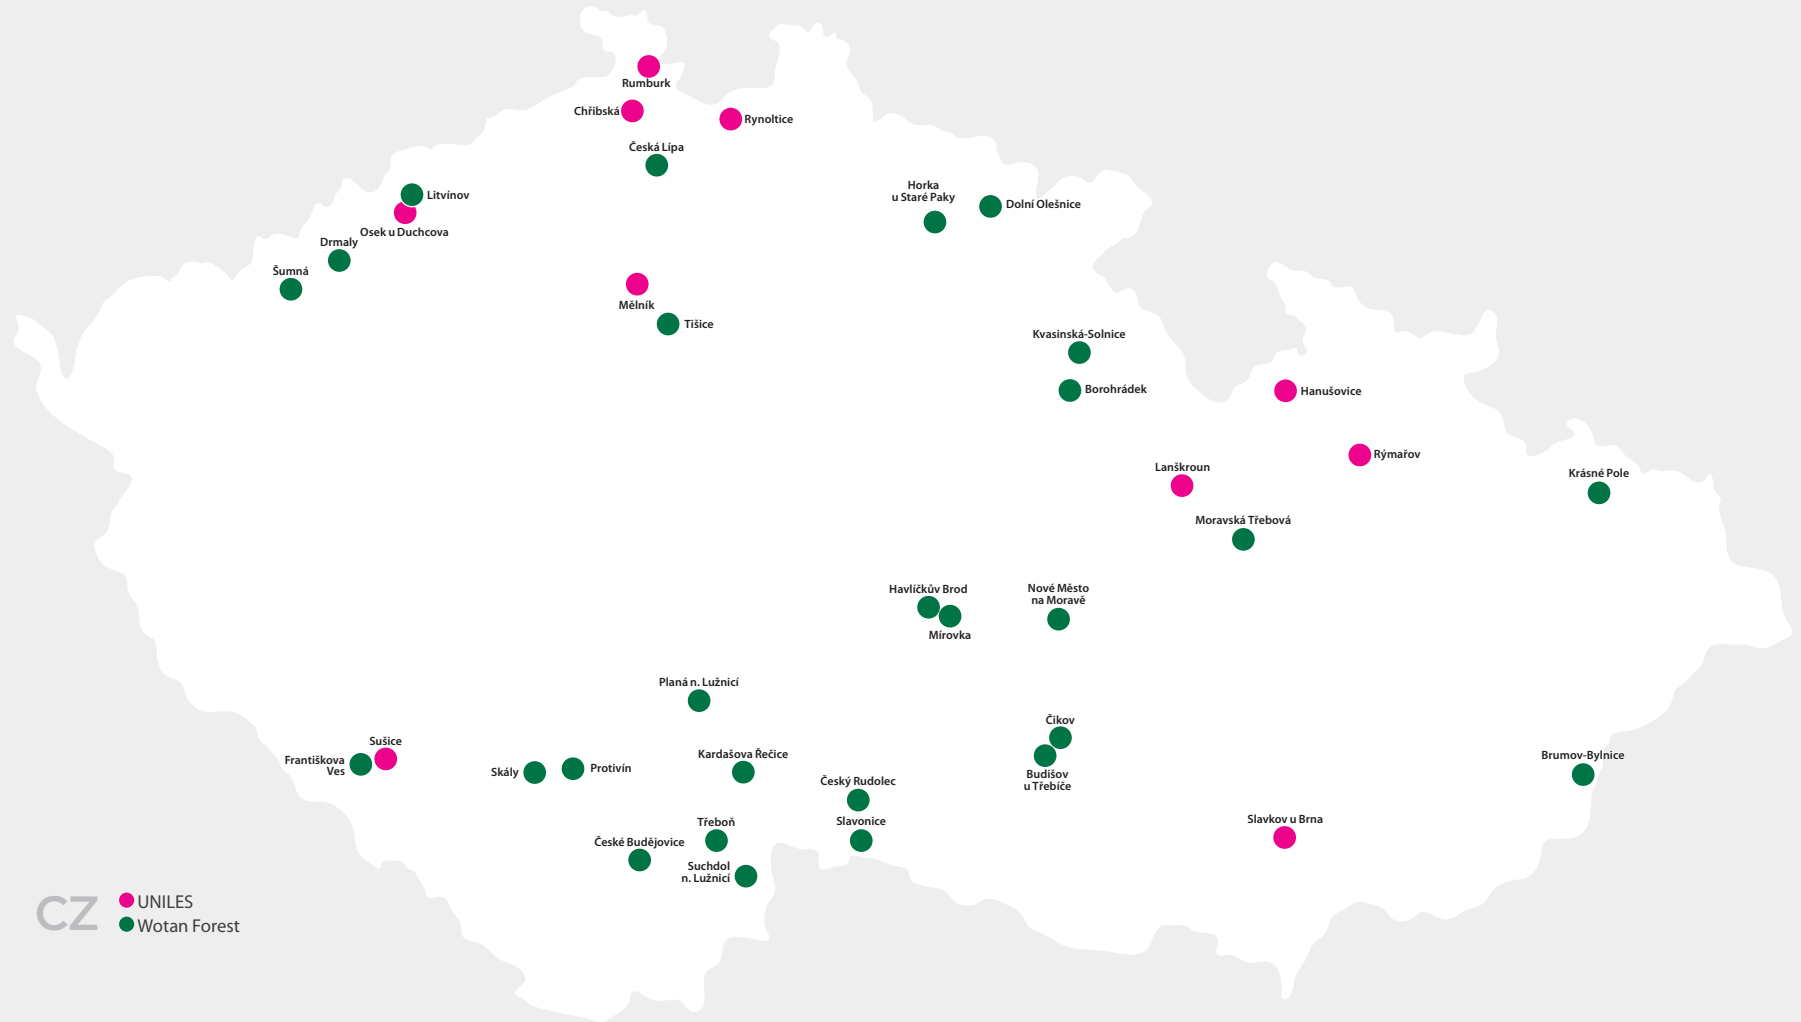 Rumburk
Chřibská
Rynoltice
Česká Lípa
Litvínov
Osek u Duchcova
Horka
u Staré Paky
Dolní Olešnice
Drmaly
Šumná
Mělník
Tišice
Kvasinská-Solnice
Borohrádek
Hanušovice
Rýmařov
Lanškroun
Krásné Pole
Moravská Třebová
Havlíčkův Brod
Mírovka
Nové Město
na Moravě
Planá n. Lužnicí
Čikov
Budišov
u Třebíče
Sušice
Františkova
Ves
Skály
Protivín
Kardašova Řečice
Český Rudolec
Slavonice
Brumov-Bylnice
Třeboň
České Budějovice
Suchdol
n. Lužnicí
Slavkov u Brna
CZ
UNILES
Wotan Forest